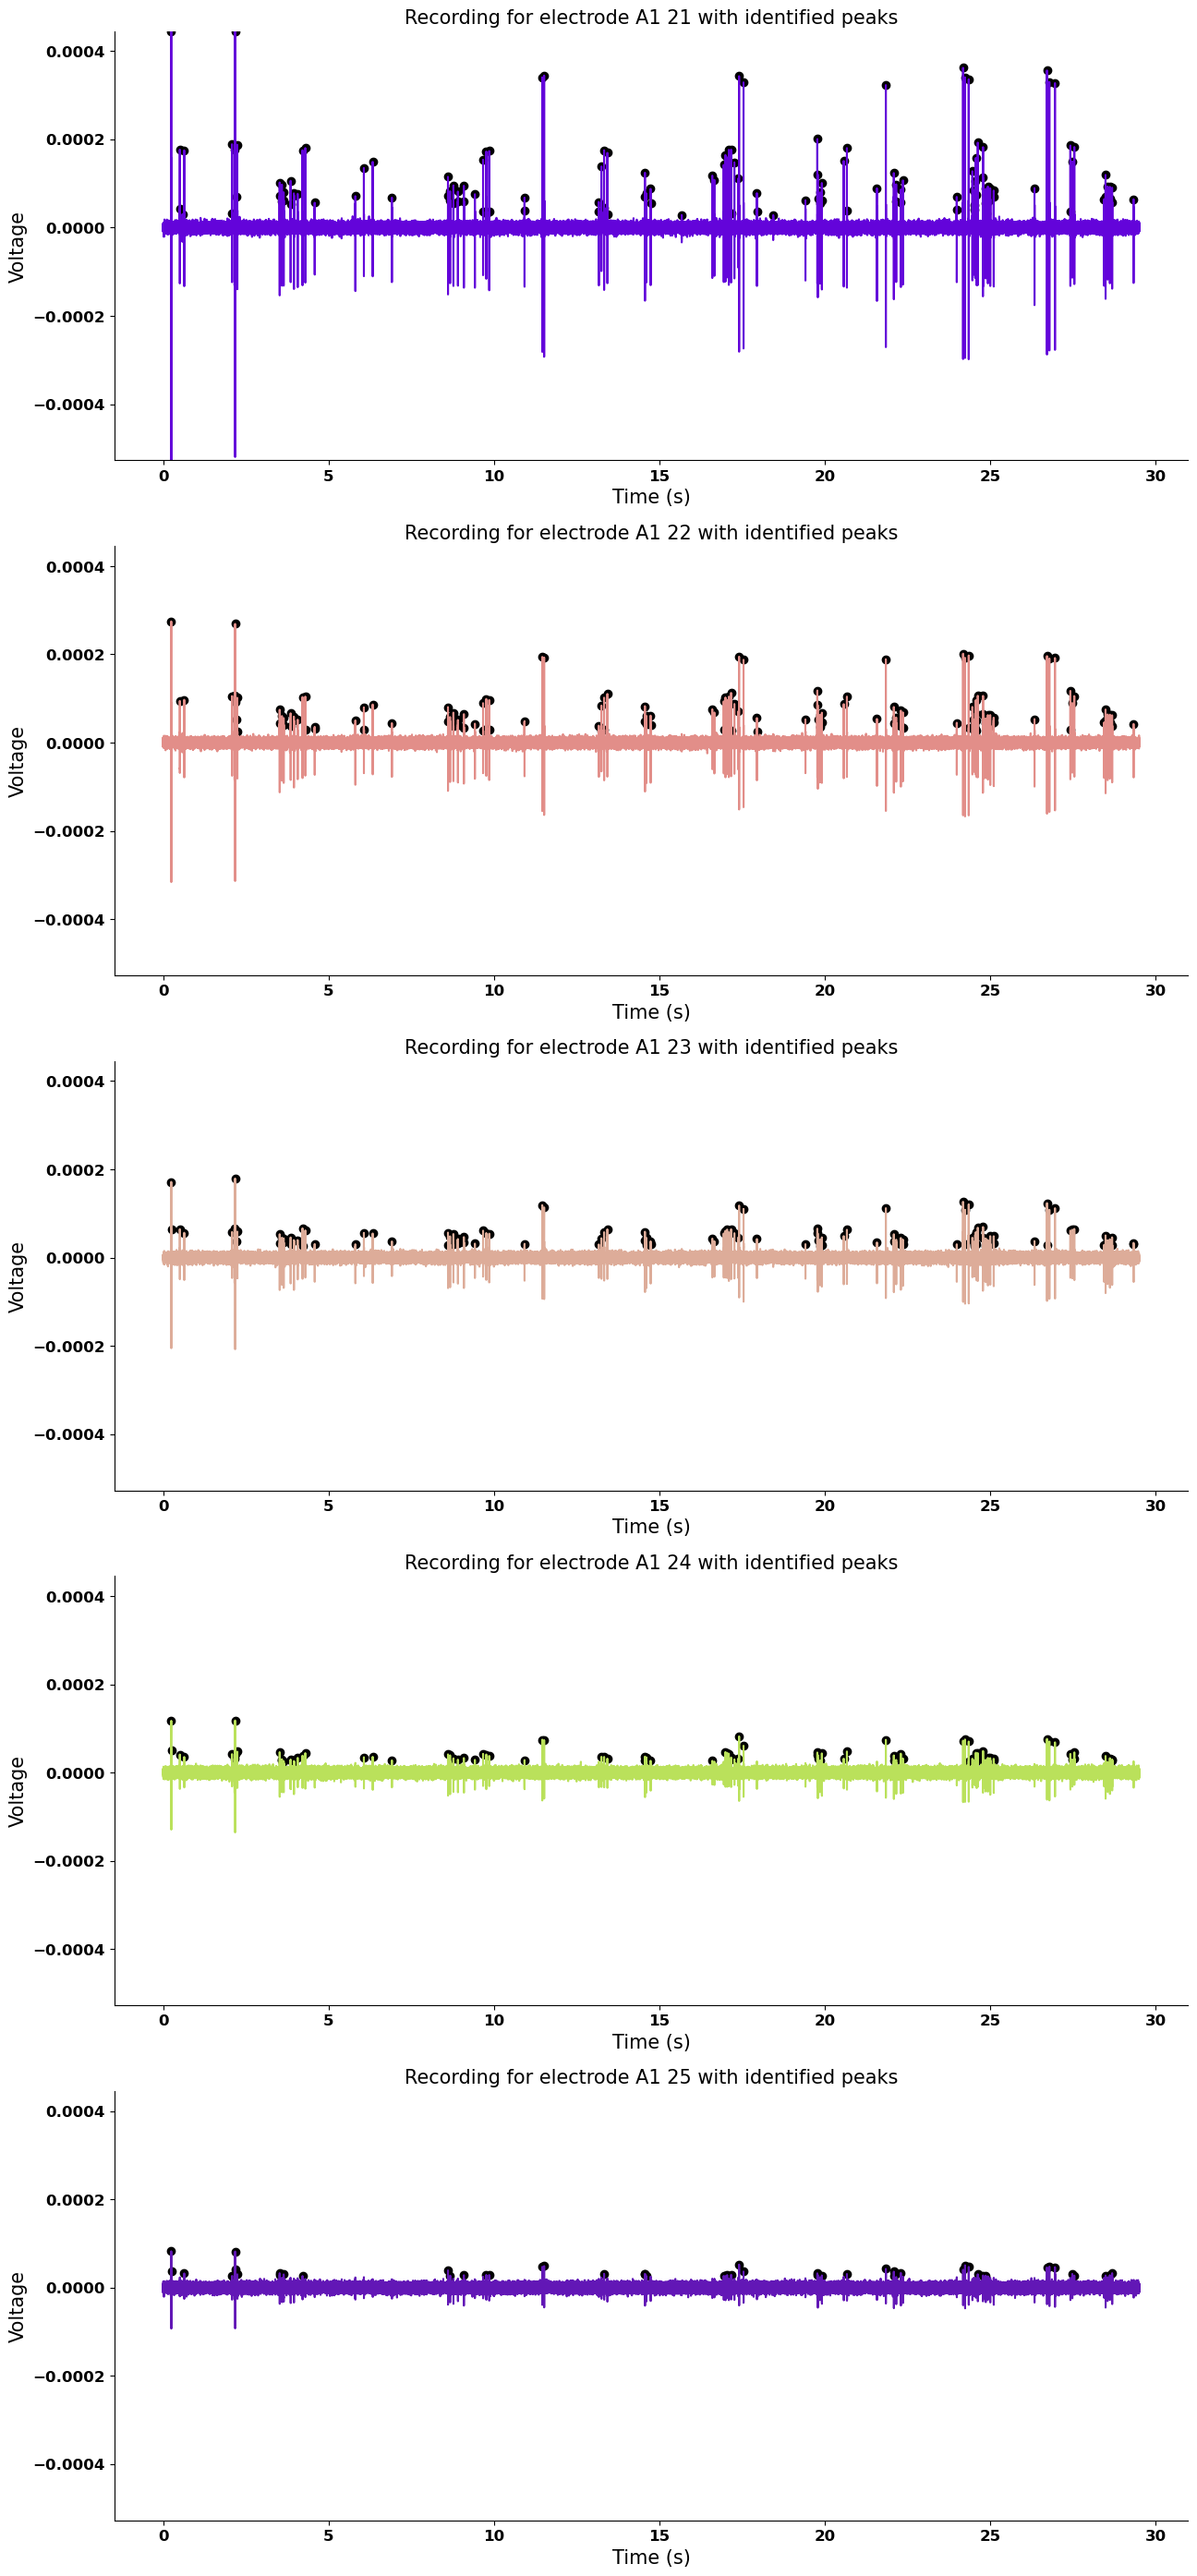 Recording for electrode A1 21 with identified peaks
0.0004
0.0002
0.0000
−0.0002
−0.0004
Voltage
0 5 10 15 20 25 30
Time (s)
Recording for electrode A1 22 with identified peaks
0.0004
0.0002
0.0000
−0.0002
−0.0004
Voltage
0 5 10 15 20 25 30
Time (s)
Recording for electrode A1 23 with identified peaks
0.0004
0.0002
0.0000
−0.0002
−0.0004
Voltage
0 5 10 15 20 25 30
Time (s)
Recording for electrode A1 24 with identified peaks
0.0004
0.0002
0.0000
−0.0002
−0.0004
Voltage
0 5 10 15 20 25 30
Time (s)
Recording for electrode A1 25 with identified peaks
0.0004
0.0002
0.0000
−0.0002
−0.0004
Voltage
0 5 10 15 20 25 30
Time (s)